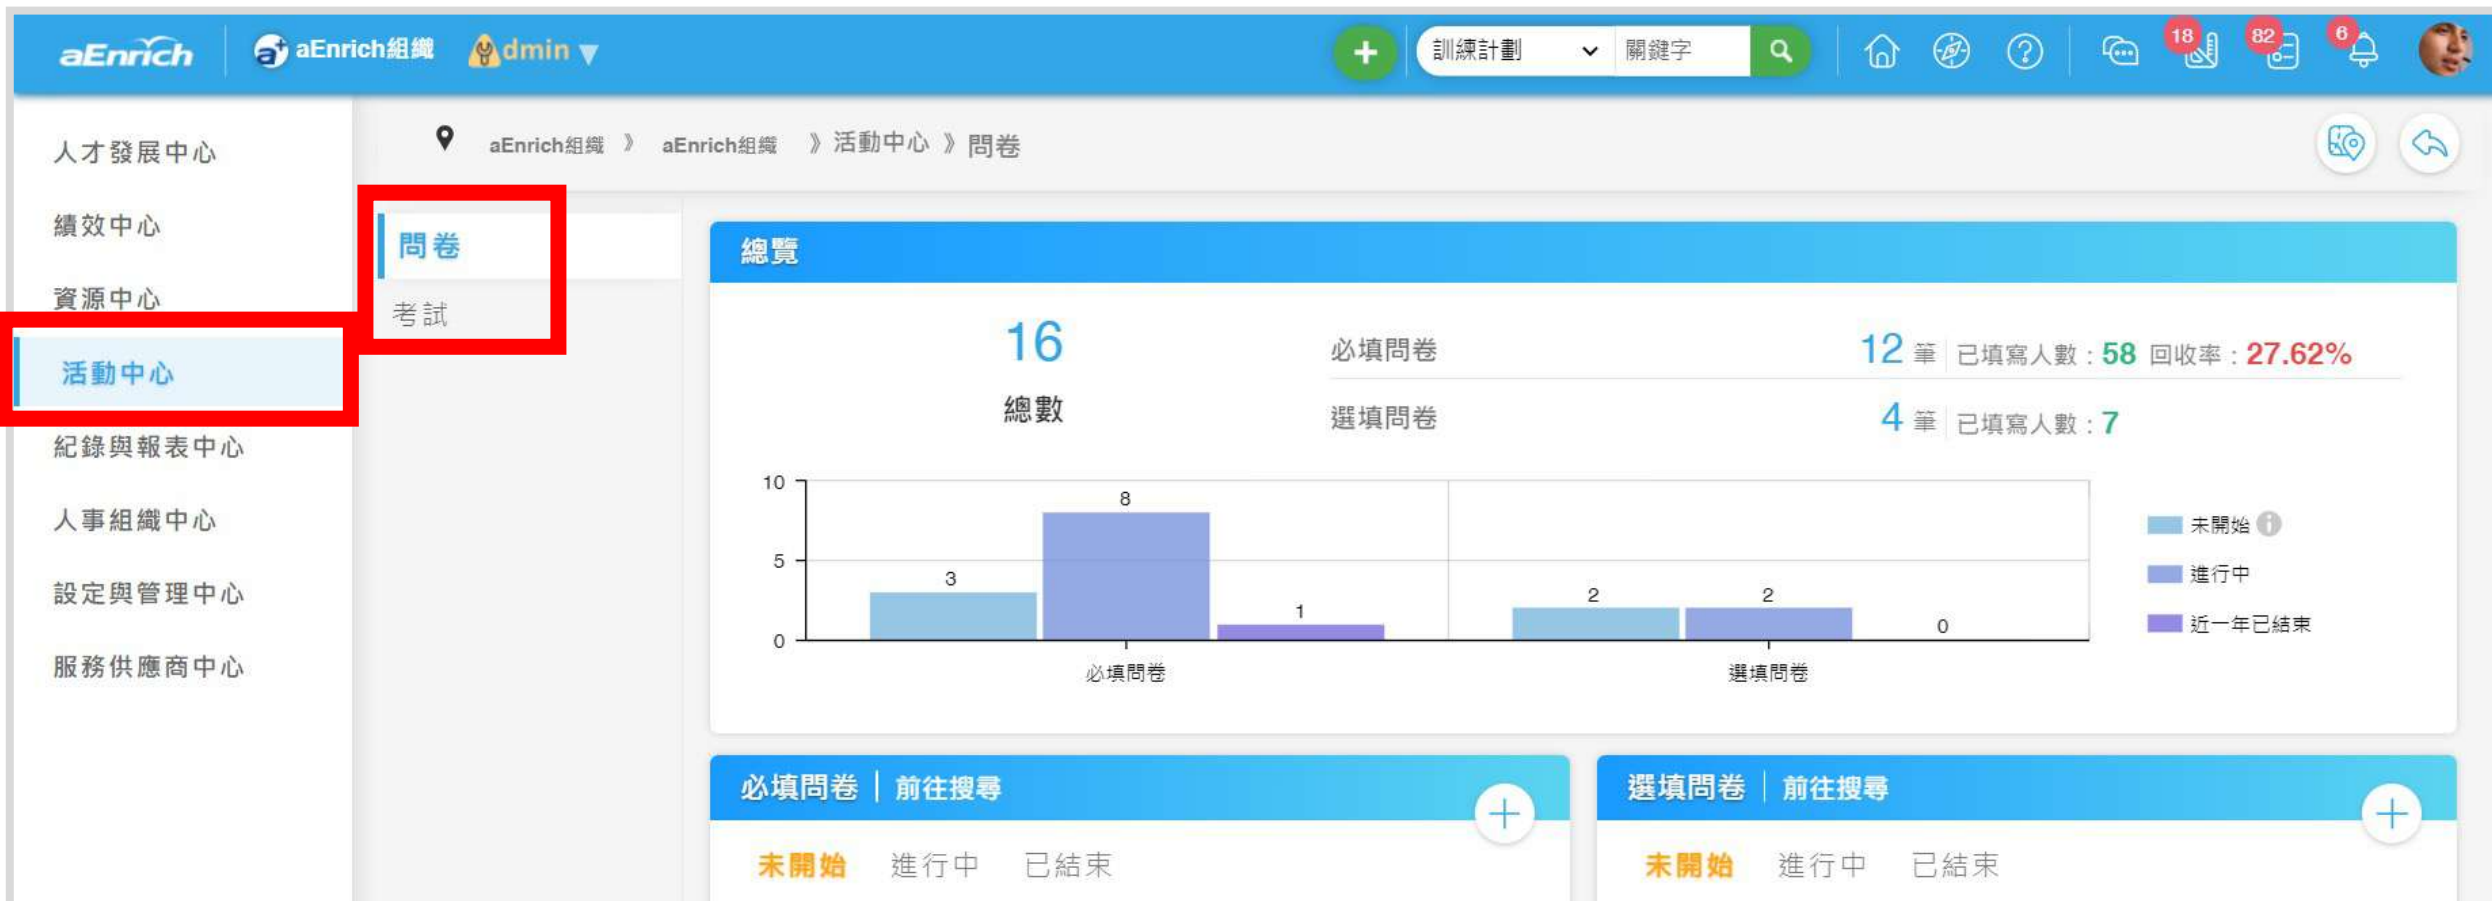 aEnrich aEnrich組織 Admin ▼ 訓練計劃 關鍵字 18 82 6
人才發展中心
績效中心
資源中心
活動中心
紀錄與報表中心
人事組織中心
設定與管理中心
服務供應商中心
aEnrich組織 》 aEnrich組織 》活動中心 》問卷
問卷
考試
總覽
16
總數
必填問卷 12 筆 已填寫人數：58 回收率：27.62%
選填問卷 4 筆 已填寫人數：7
10
5
0
3
8
1
2
2
0
必填問卷
選填問卷
未開始
進行中
近一年已結束
必填問卷 前往搜尋
未開始 進行中 已結束
選填問卷 前往搜尋
未開始 進行中 已結束